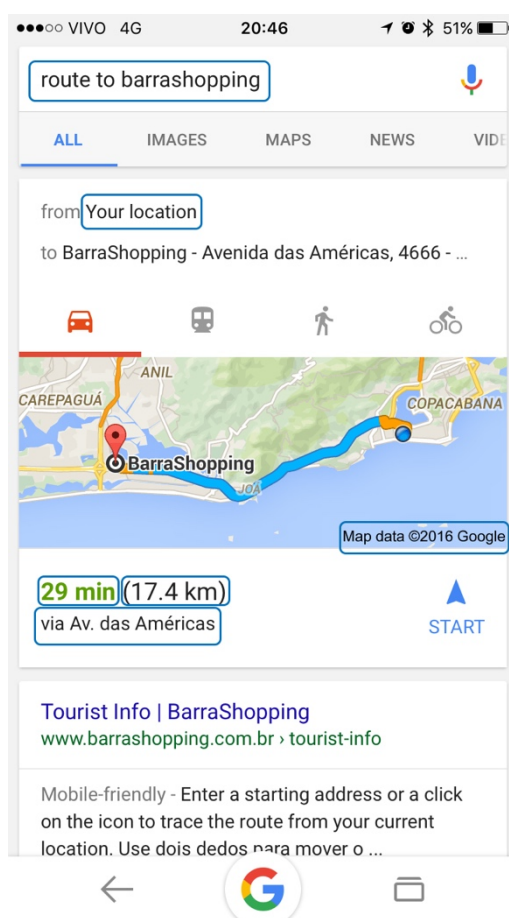 VIVO 4G 20:46 51%
route to barrashopping
ALL IMAGES MAPS NEWS VIDE
from Your location
to BarraShopping - Avenida das Américas, 4666 - ...
ANIL
CAREPAGUÁ
COPACABANA
BarraShopping
JOÁ
Map data ©2016 Google
29 min (17.4 km)
via Av. das Américas
START
Tourist Info | BarraShopping
www.barrashopping.com.br › tourist-info
Mobile-friendly - Enter a starting address or a click
on the icon to trace the route from your current
location. Use dois dedos para mover o ...